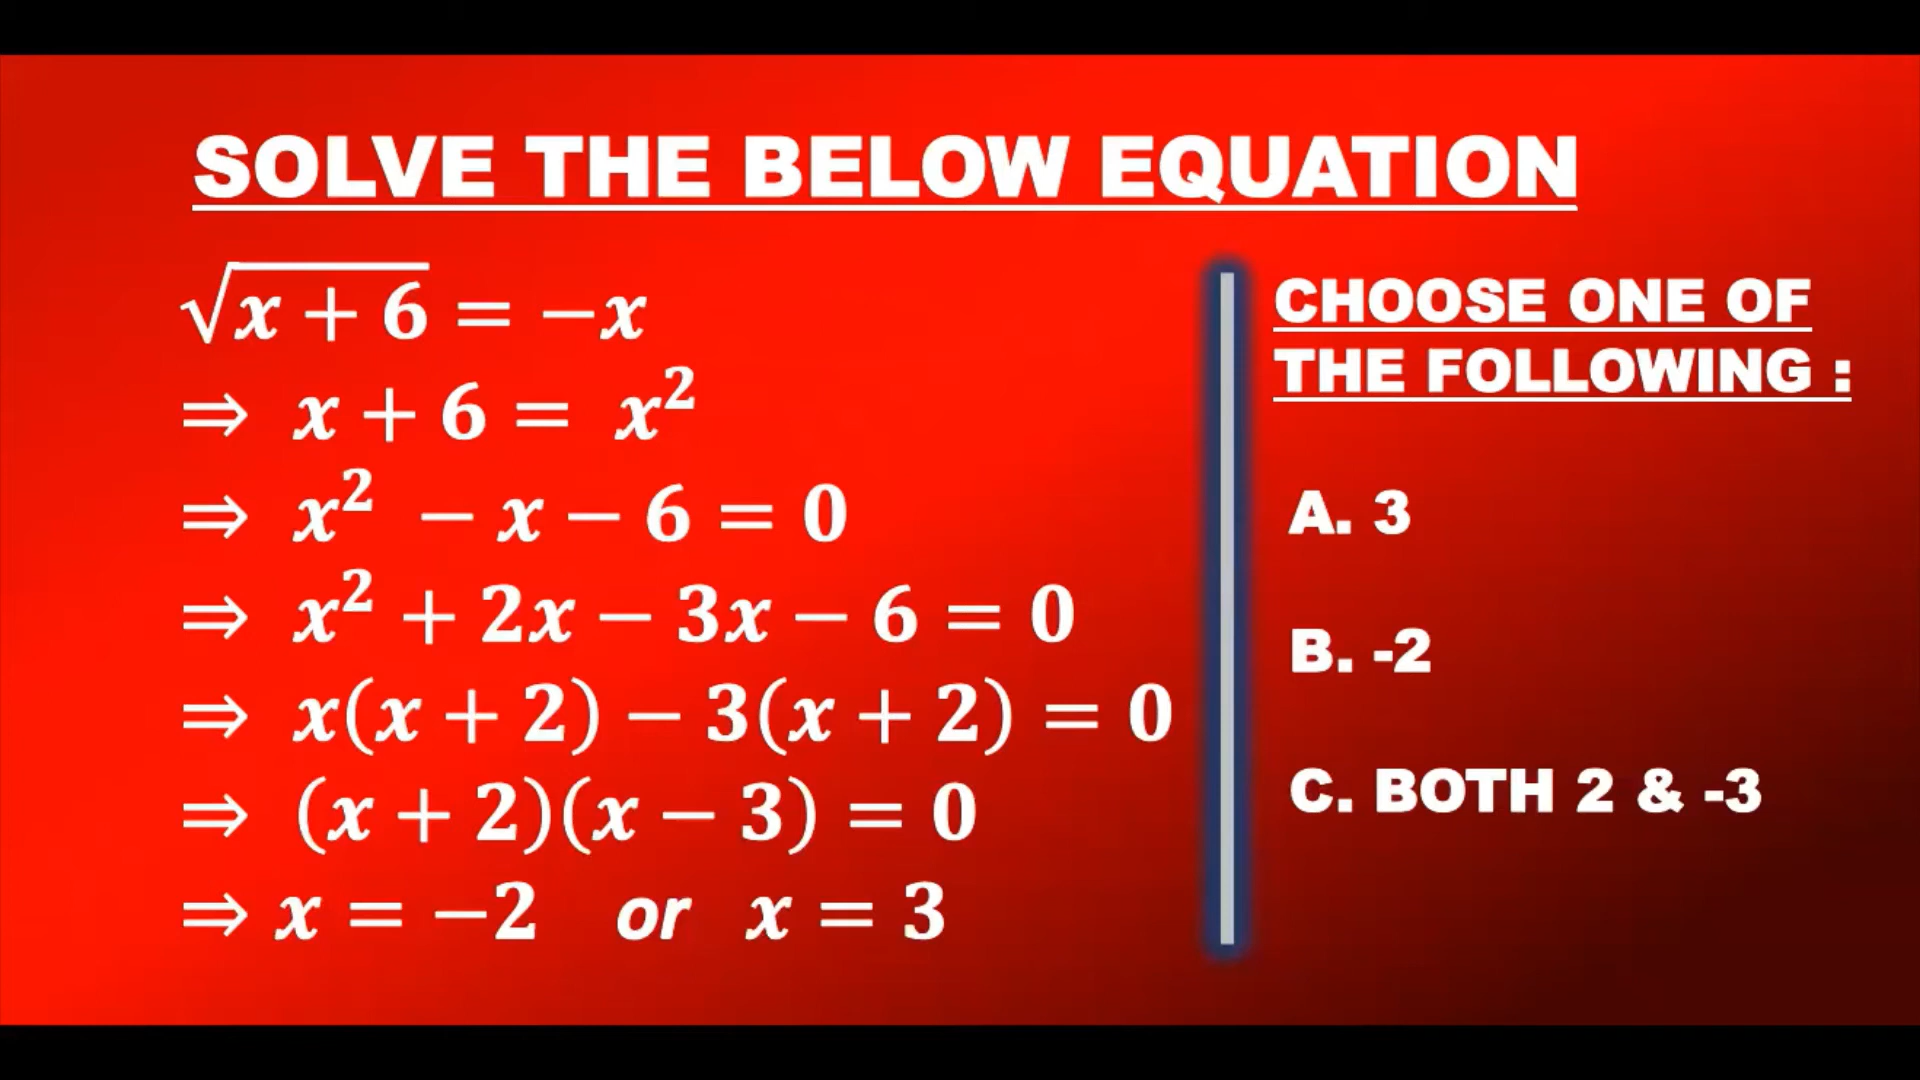 SOLVE THE BELOW EQUATION
√(x + 6) = −x
⇒ x + 6 = x²
⇒ x² − x − 6 = 0
⇒ x² + 2x − 3x − 6 = 0
⇒ x(x + 2) − 3(x + 2) = 0
⇒ (x + 2)(x − 3) = 0
⇒ x = −2 or x = 3
CHOOSE ONE OF
THE FOLLOWING :
A. 3
B. -2
C. BOTH 2 & -3